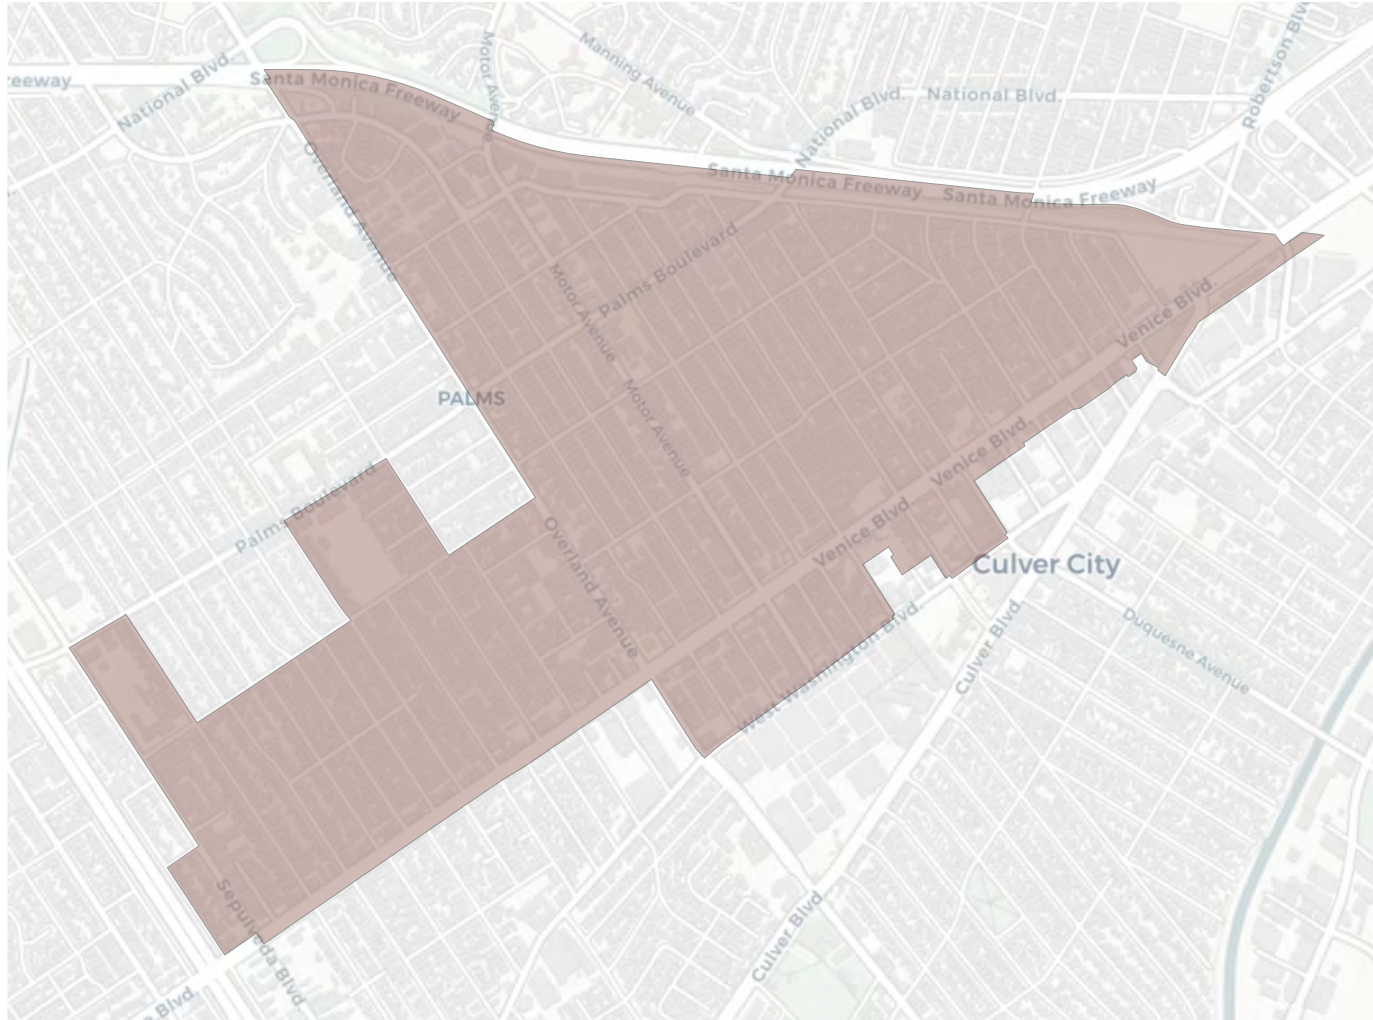 Robertson Blv
Motor Avenue
Manning Avenue
National Blvd.
reeway
Santa Monica Freeway
National Blvd.
National Blvd.
Santa Monica Freeway
Santa Monica Freeway
Overland Avenue
Palms Boulevard
Motor Avenue
Venice Blvd.
PALMS
Motor Avenue
Venice Blvd.
Palms Boulevard
Venice Blvd.
Overland Avenue
Culver City
West Washington Blvd
Culver Blvd
Duquesne Avenue
Sepulveda Blvd
Culver Blvd
e Blvd.